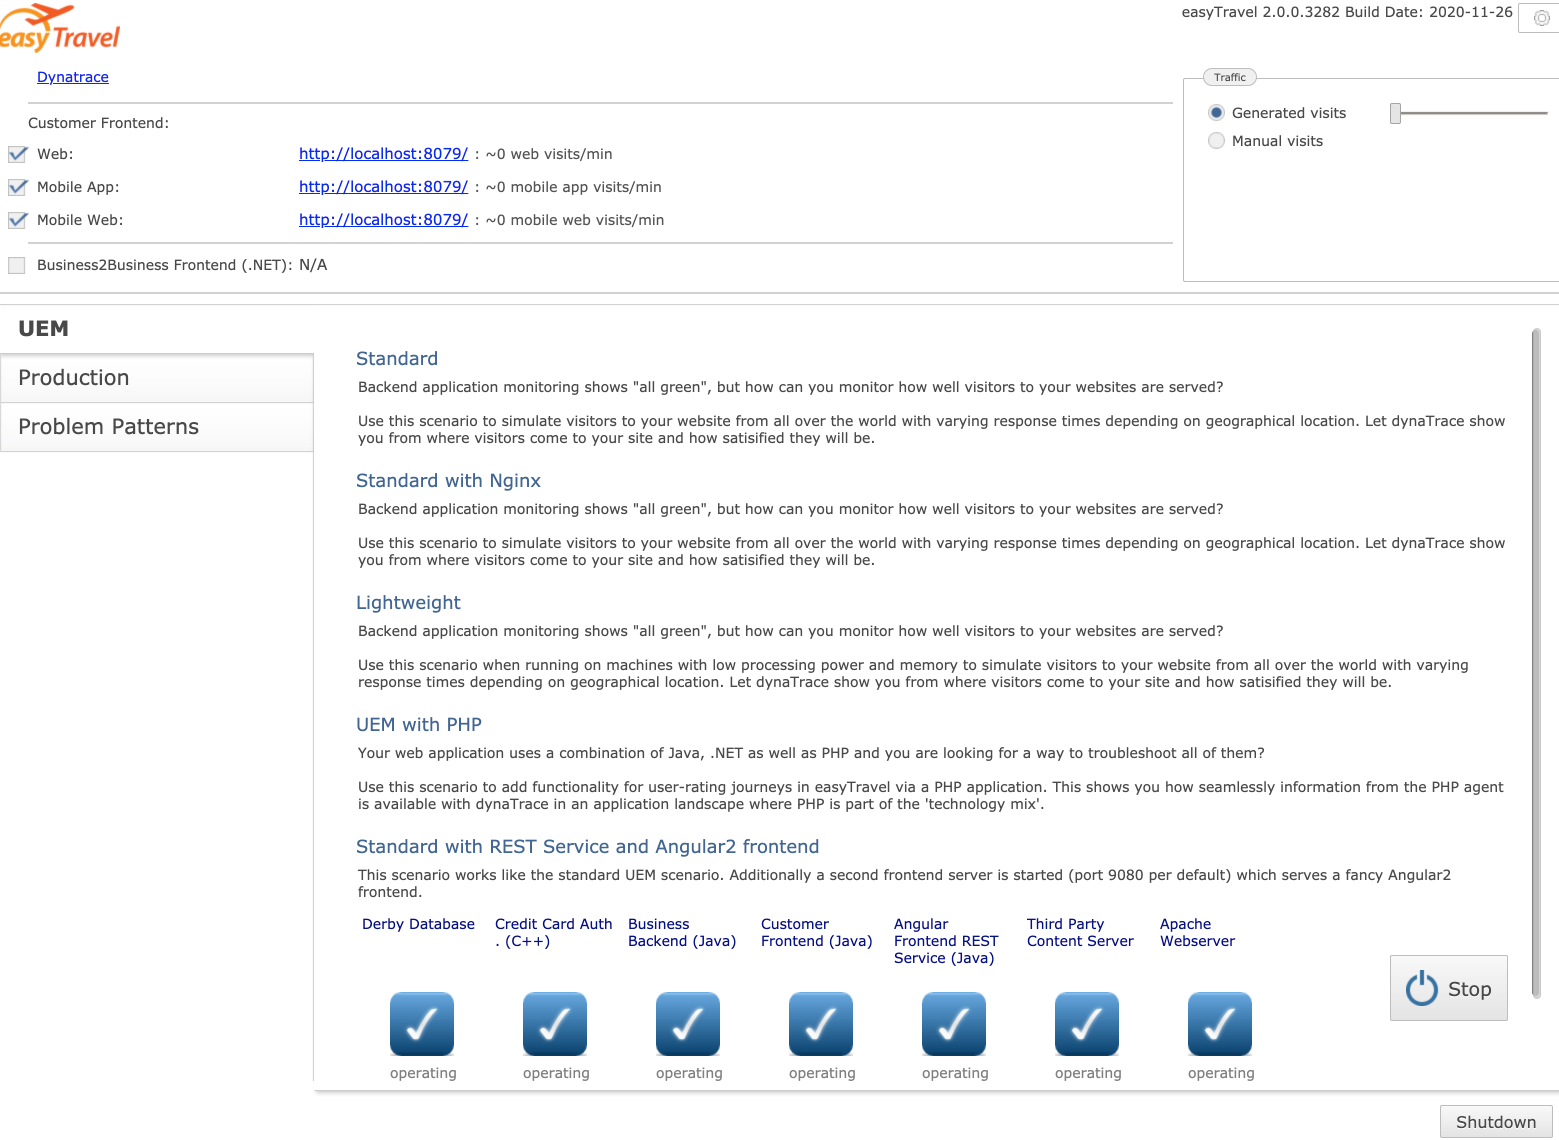 easyTravel
easyTravel 2.0.0.3282 Build Date: 2020-11-26
Dynatrace
Traffic
Generated visits
Manual visits
Customer Frontend:
Web: http://localhost:8079/ : ~0 web visits/min
Mobile App: http://localhost:8079/ : ~0 mobile app visits/min
Mobile Web: http://localhost:8079/ : ~0 mobile web visits/min
Business2Business Frontend (.NET): N/A
UEM
Production
Problem Patterns
Standard
Backend application monitoring shows "all green", but how can you monitor how well visitors to your websites are served?
Use this scenario to simulate visitors to your website from all over the world with varying response times depending on geographical location. Let dynaTrace show
you from where visitors come to your site and how satisified they will be.
Standard with Nginx
Backend application monitoring shows "all green", but how can you monitor how well visitors to your websites are served?
Use this scenario to simulate visitors to your website from all over the world with varying response times depending on geographical location. Let dynaTrace show
you from where visitors come to your site and how satisified they will be.
Lightweight
Backend application monitoring shows "all green", but how can you monitor how well visitors to your websites are served?
Use this scenario when running on machines with low processing power and memory to simulate visitors to your website from all over the world with varying
response times depending on geographical location. Let dynaTrace show you from where visitors come to your site and how satisified they will be.
UEM with PHP
Your web application uses a combination of Java, .NET as well as PHP and you are looking for a way to troubleshoot all of them?
Use this scenario to add functionality for user-rating journeys in easyTravel via a PHP application. This shows you how seamlessly information from the PHP agent
is available with dynaTrace in an application landscape where PHP is part of the 'technology mix'.
Standard with REST Service and Angular2 frontend
This scenario works like the standard UEM scenario. Additionally a second frontend server is started (port 9080 per default) which serves a fancy Angular2
frontend.
Derby Database
operating
Credit Card Auth
. (C++)
operating
Business
Backend (Java)
operating
Customer
Frontend (Java)
operating
Angular
Frontend REST
Service (Java)
operating
Third Party
Content Server
operating
Apache
Webserver
operating
Stop
Shutdown